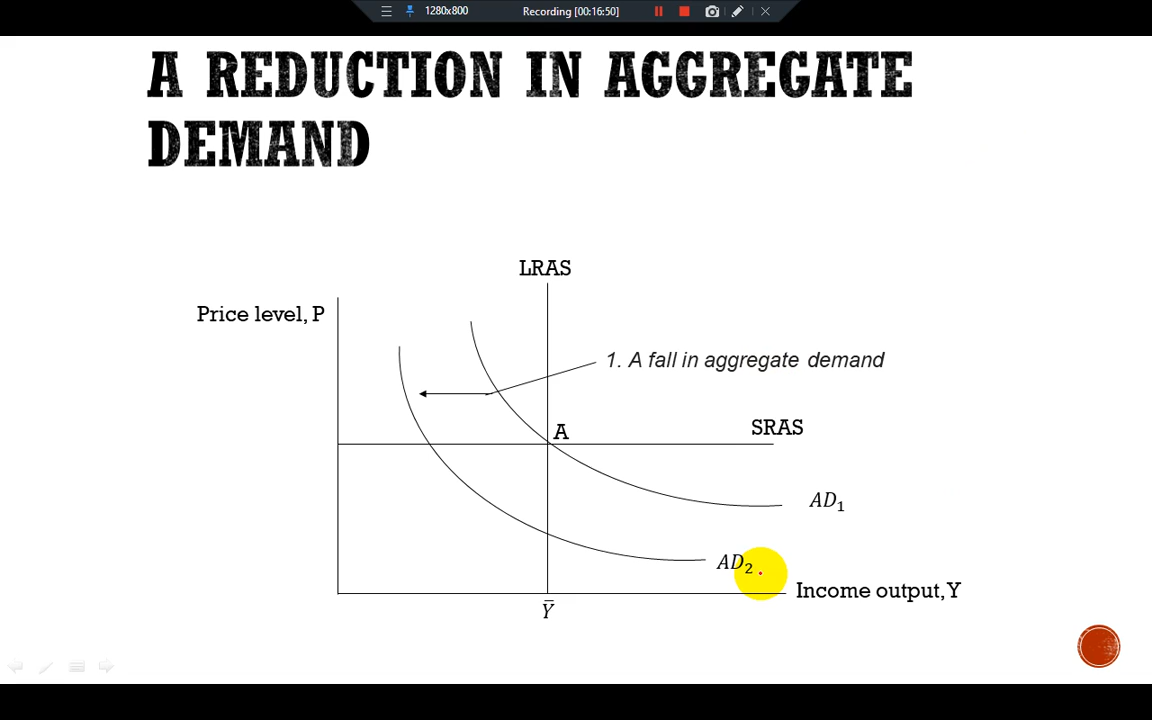 1280x800
Recording [00:16:50]
A REDUCTION IN AGGREGATE
DEMAND
LRAS
Price level, P
1. A fall in aggregate demand
A
SRAS
AD₁
AD₂
Income output, Y
Ȳ